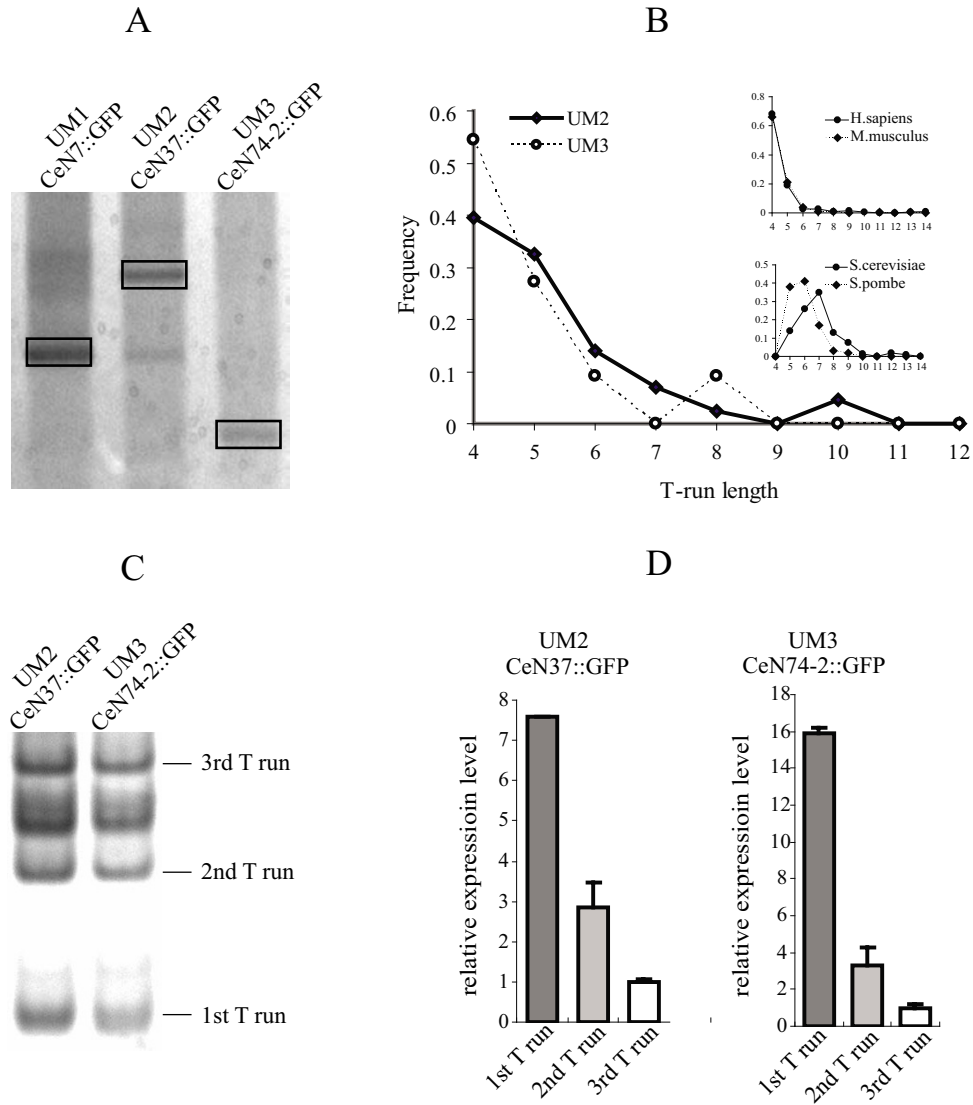 A
UM1
CeN7::GFP
UM2
CeN37::GFP
UM3
CeN74-2::GFP
B
0.6
0.5
0.4
0.3
0.2
0.1
0
Frequency
4 5 6 7 8 9 10 11 12
T-run length
UM2
UM3
0.8
0.6
0.4
0.2
0
4 5 6 7 8 9 10 11 12 13 14
H.sapiens
M.musculus
0.5
0.4
0.3
0.2
0.1
0
4 5 6 7 8 9 10 11 12 13 14
S.cerevisiae
S.pombe
C
UM2
CeN37::GFP
UM3
CeN74-2::GFP
3rd T run
2nd T run
1st T run
D
UM2
CeN37::GFP
relative expressioin level
8
7
6
5
4
3
2
1
0
1st T run
2nd T run
3rd T run
UM3
CeN74-2::GFP
relative expressioin level
18
16
14
12
10
8
6
4
2
0
1st T run
2nd T run
3rd T run